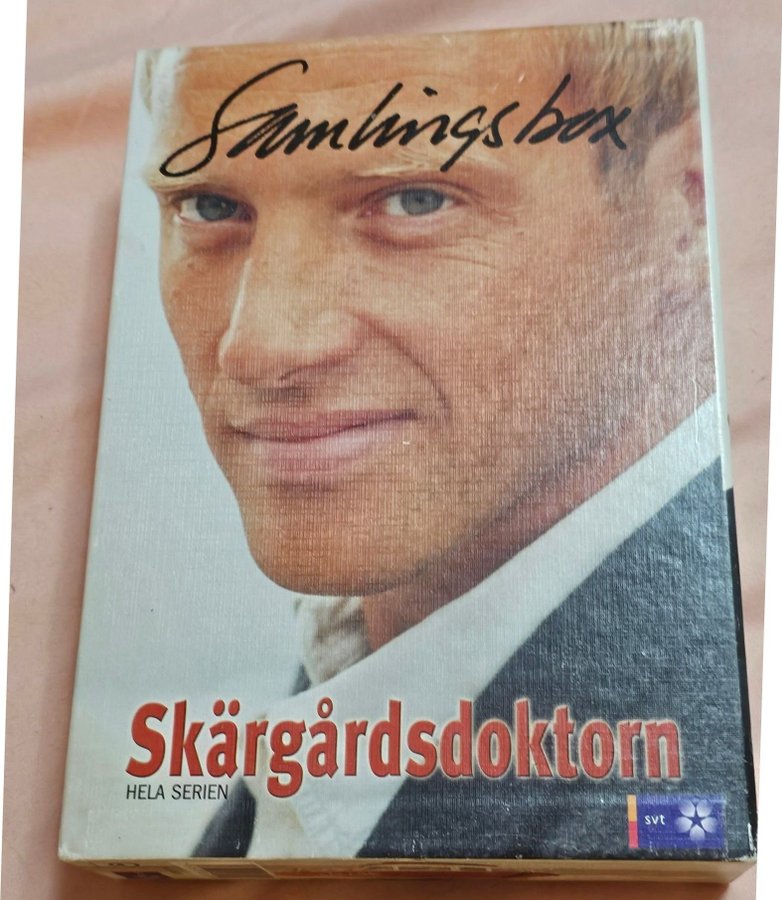 Samlingsbox
Skärgårdsdoktorn
HELA SERIEN
svt